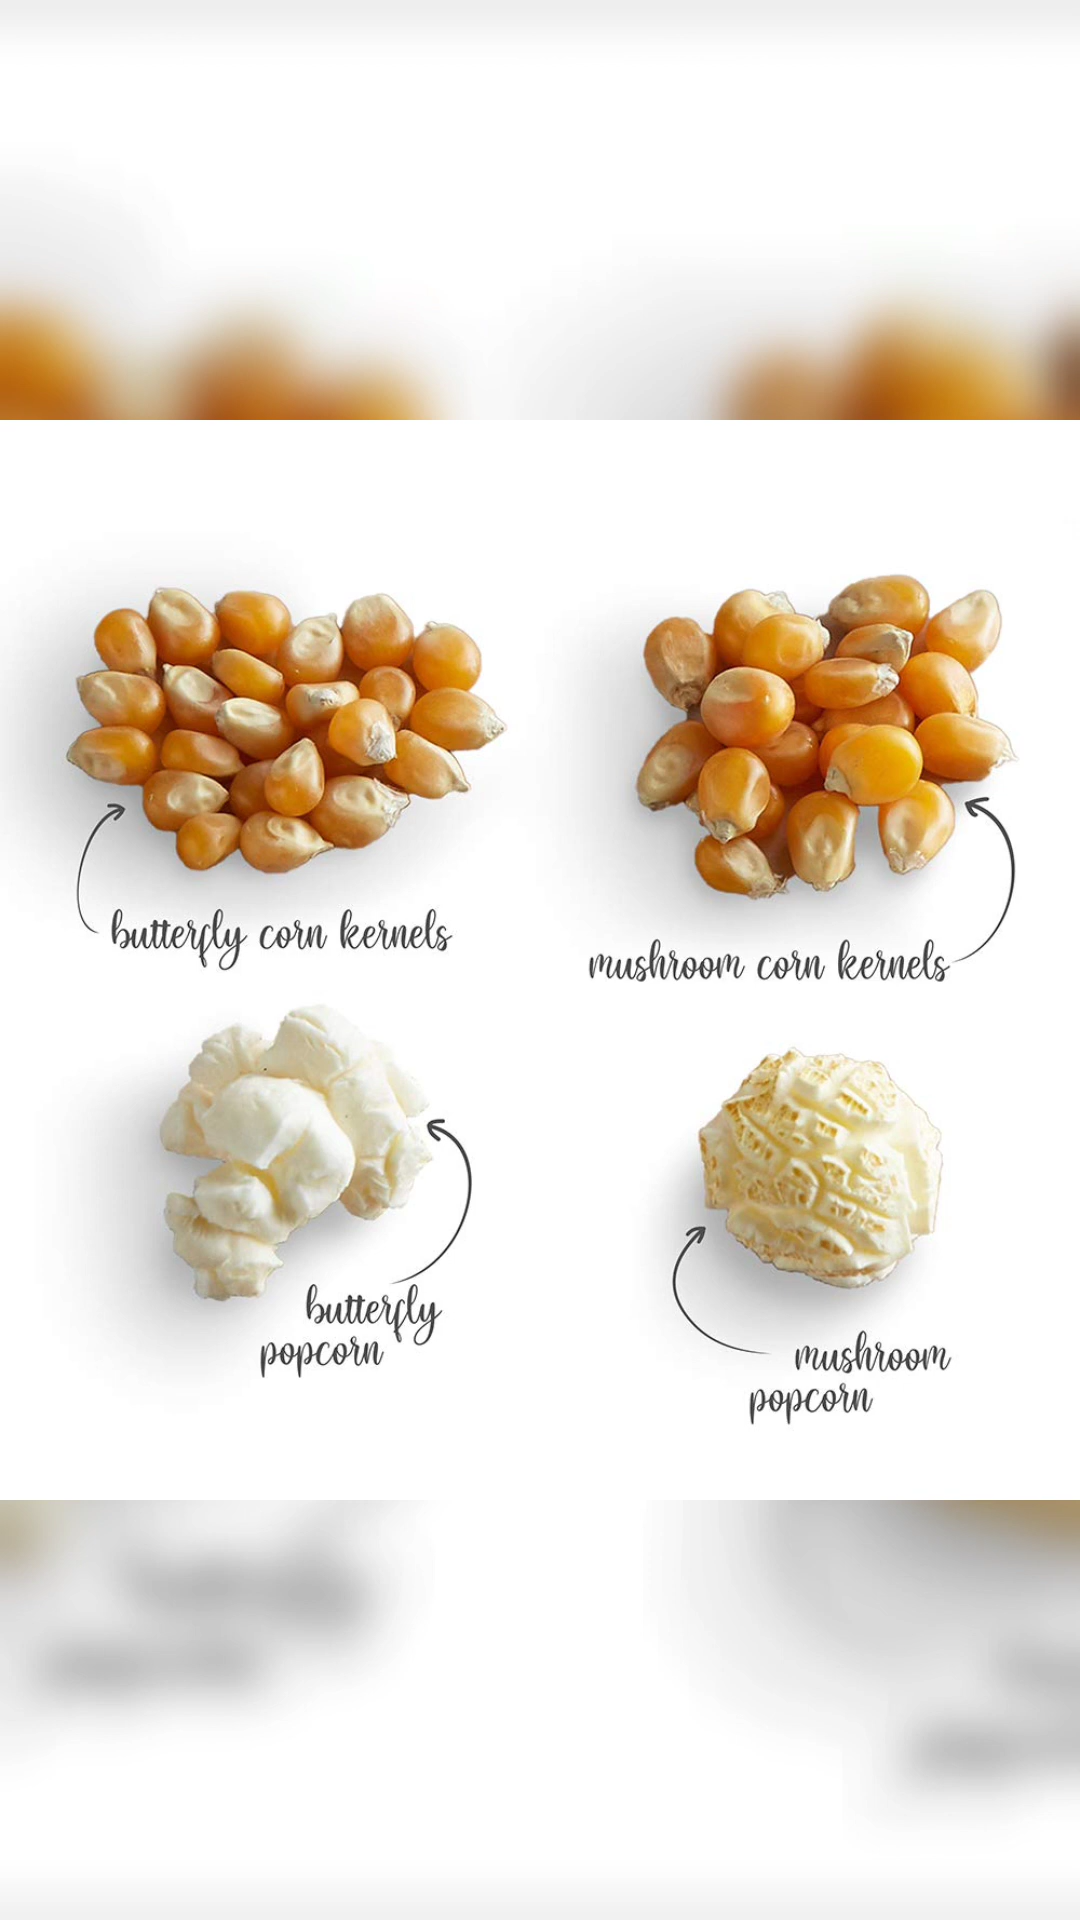 butterfly corn kernels
mushroom corn kernels
butterfly
popcorn
mushroom
popcorn